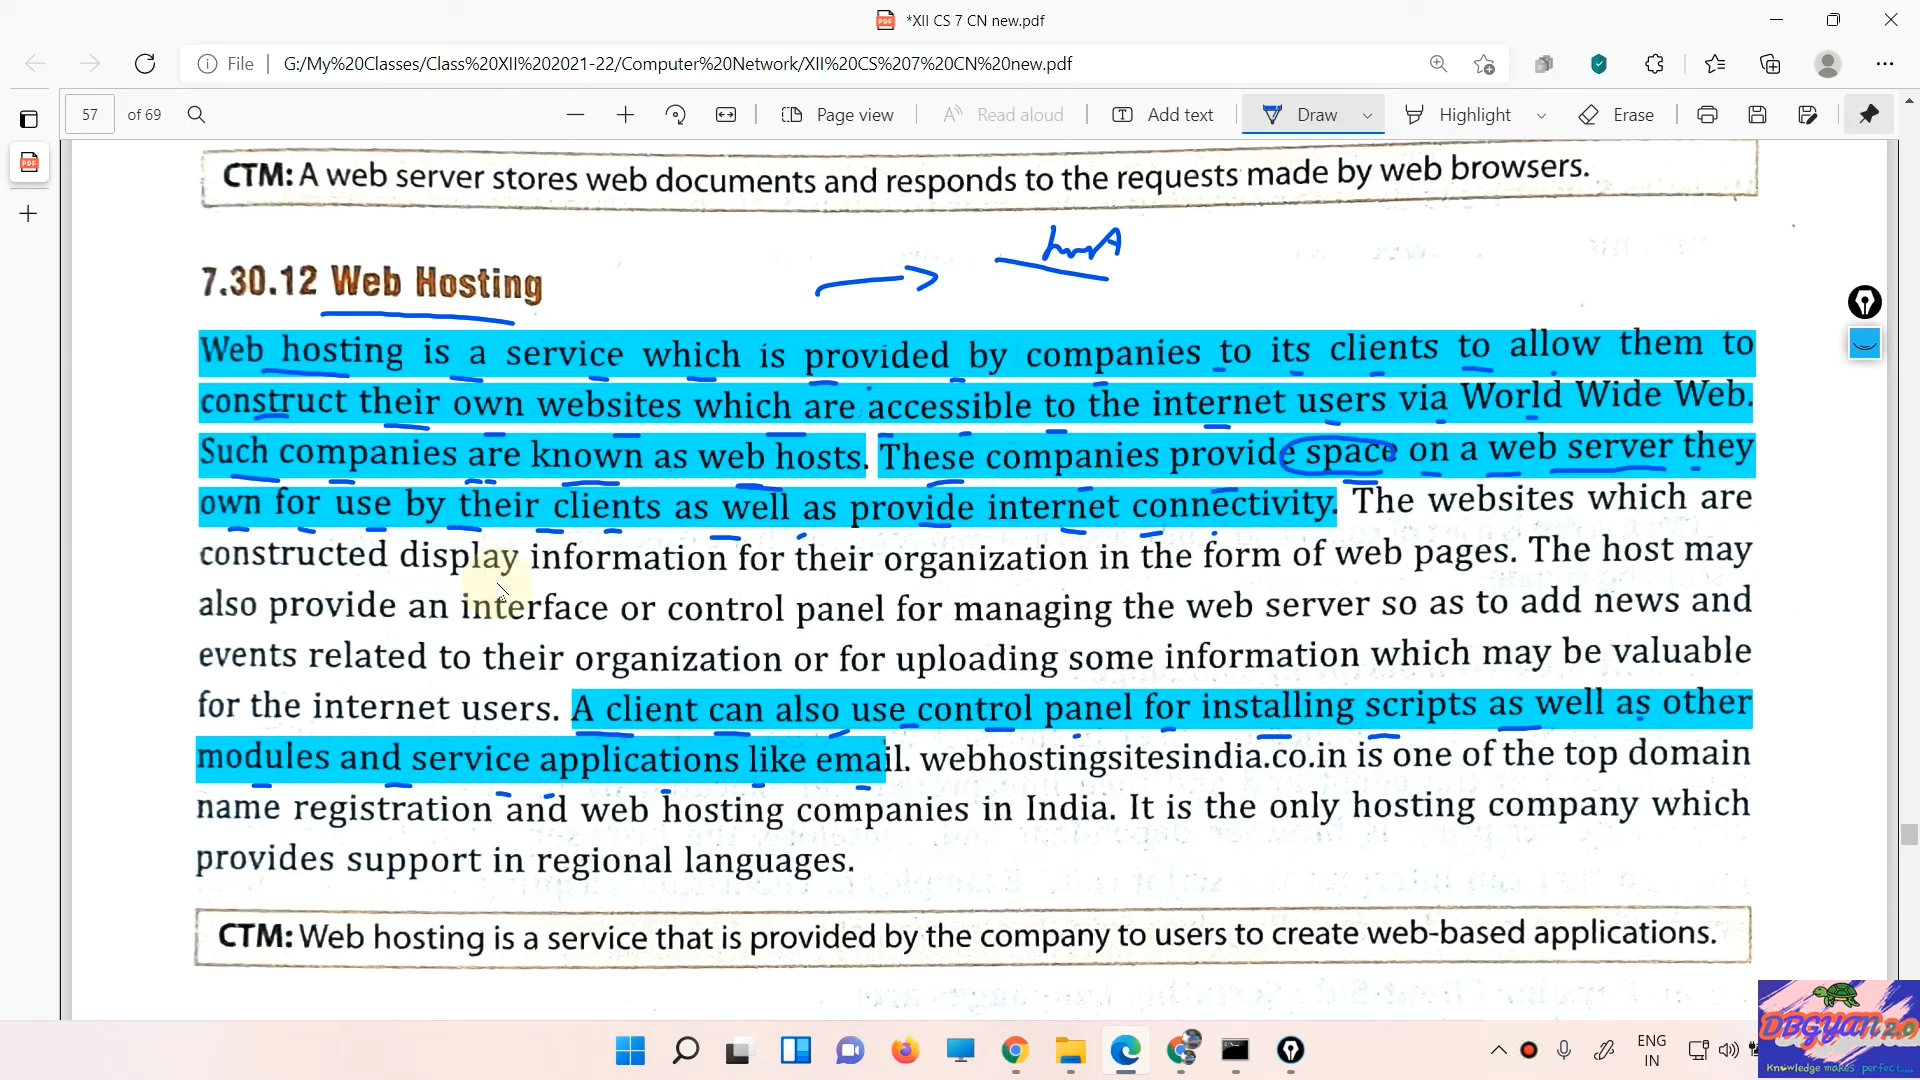 *XII CS 7 CN new.pdf
File
G:/My%20Classes/Class%20XII%202021-22/Computer%20Network/XII%20CS%207%20CN%20new.pdf
57 of 69
Page view
Read aloud
Add text
Draw
Highlight
Erase
CTM: A web server stores web documents and responds to the requests made by web browsers.
7.30.12 Web Hosting
Web hosting is a service which is provided by companies to its clients to allow them to
construct their own websites which are accessible to the internet users via World Wide Web.
Such companies are known as web hosts. These companies provide space on a web server they
own for use by their clients as well as provide internet connectivity. The websites which are
constructed display information for their organization in the form of web pages. The host may
also provide an interface or control panel for managing the web server so as to add news and
events related to their organization or for uploading some information which may be valuable
for the internet users. A client can also use control panel for installing scripts as well as other
modules and service applications like email. webhostingsitesindia.co.in is one of the top domain
name registration and web hosting companies in India. It is the only hosting company which
provides support in regional languages.
CTM: Web hosting is a service that is provided by the company to users to create web-based applications.
ENG
IN
DBGYAN 2.0
Knowledge makes perfect....